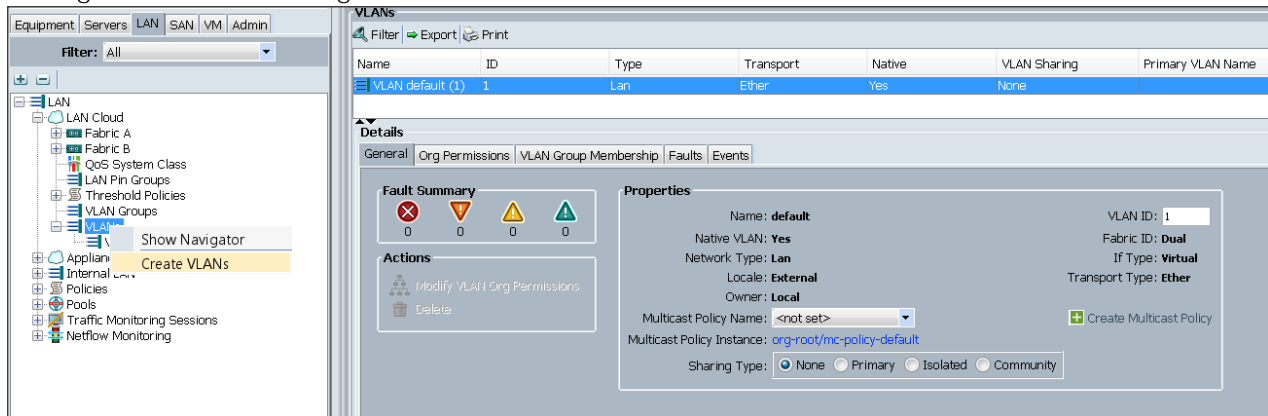 Equipment Servers LAN SAN VM Admin
Filter: All
LAN
LAN Cloud
Fabric A
Fabric B
QoS System Class
LAN Pin Groups
Threshold Policies
VLAN Groups
VLANs
Show Navigator
Create VLANs
Internal
Policies
Pools
Traffic Monitoring Sessions
Netflow Monitoring
VLANs
Filter Export Print
Name ID Type Transport Native VLAN Sharing Primary VLAN Name
VLAN default (1) 1 Lan Ether Yes None
Details
General Org Permissions VLAN Group Membership Faults Events
Fault Summary
0 0 0 0
Actions
Modify VLAN Org Permissions
Delete
Properties
Name: default VLAN ID: 1
Native VLAN: Yes Fabric ID: Dual
Network Type: Lan If Type: Virtual
Locale: External Transport Type: Ether
Owner: Local
Multicast Policy Name: <not set> Create Multicast Policy
Multicast Policy Instance: org-root/mc-policy-default
Sharing Type: None Primary Isolated Community